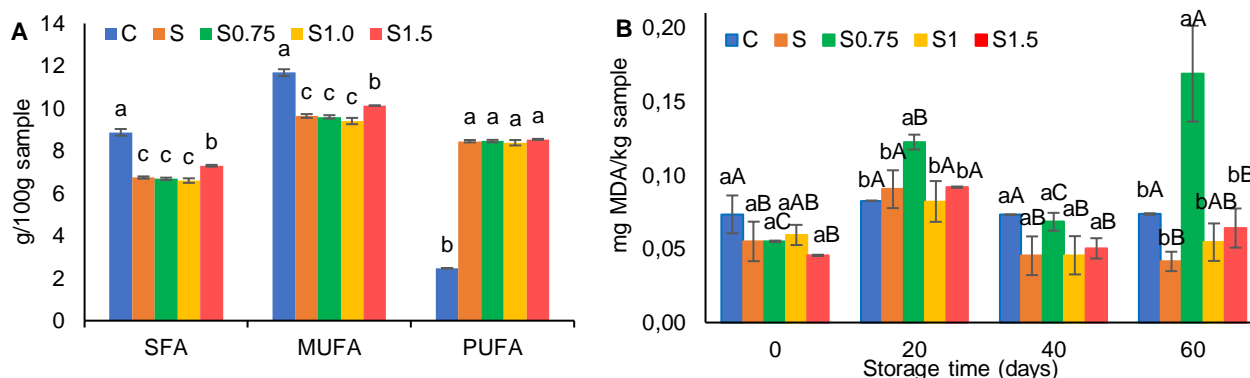 A
C S S0.75 S1.0 S1.5
g/100g sample
14
12
10
8
6
4
2
0
a c c c b
a c c c b
b a a a a
SFA MUFA PUFA
B
C S S0.75 S1 S1.5
mg MDA/kg sample
0,20
0,15
0,10
0,05
0,00
aA aB aC aAB aB
bA bA aB bA bA
aA aB aC aB aB
bA bB aA bAB bB
0 20 40 60
Storage time (days)